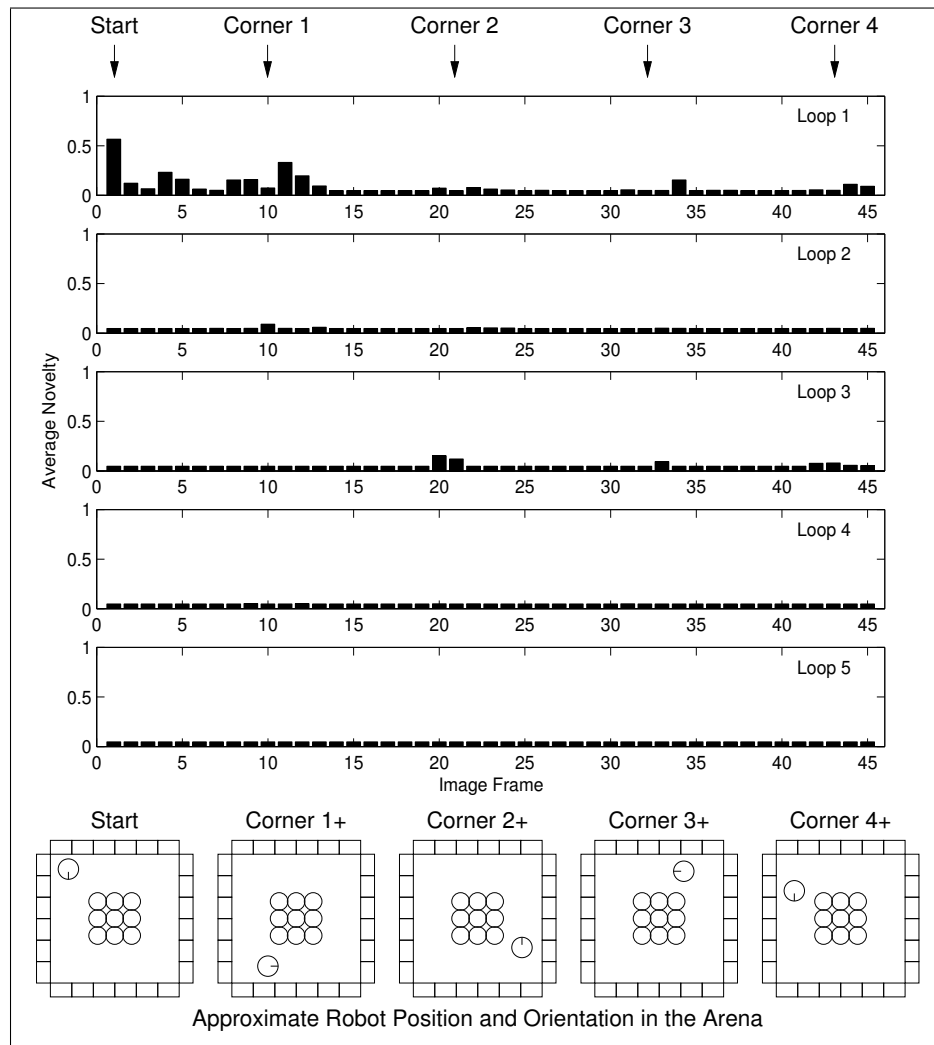 Start Corner 1 Corner 2 Corner 3 Corner 4
1
Loop 1
0.5
0
0 5 10 15 20 25 30 35 40 45
1
Loop 2
0.5
0
0 5 10 15 20 25 30 35 40 45
Average Novelty
1
Loop 3
0.5
0
0 5 10 15 20 25 30 35 40 45
1
Loop 4
0.5
0
0 5 10 15 20 25 30 35 40 45
1
Loop 5
0.5
0
0 5 10 15 20 25 30 35 40 45
Image Frame
Start Corner 1+ Corner 2+ Corner 3+ Corner 4+
Approximate Robot Position and Orientation in the Arena